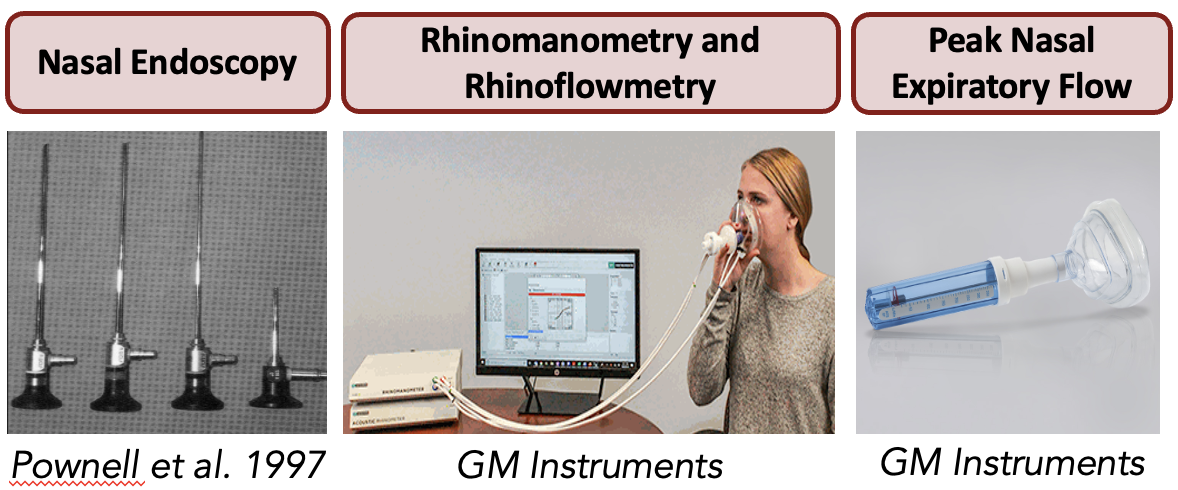 Nasal Endoscopy
Rhinomanometry and
Rhinoflowmetry
Peak Nasal
Expiratory Flow
RHINOMANOMETER
ACOUSTIC RHINOMETER
Pownell et al. 1997
GM Instruments
GM Instruments